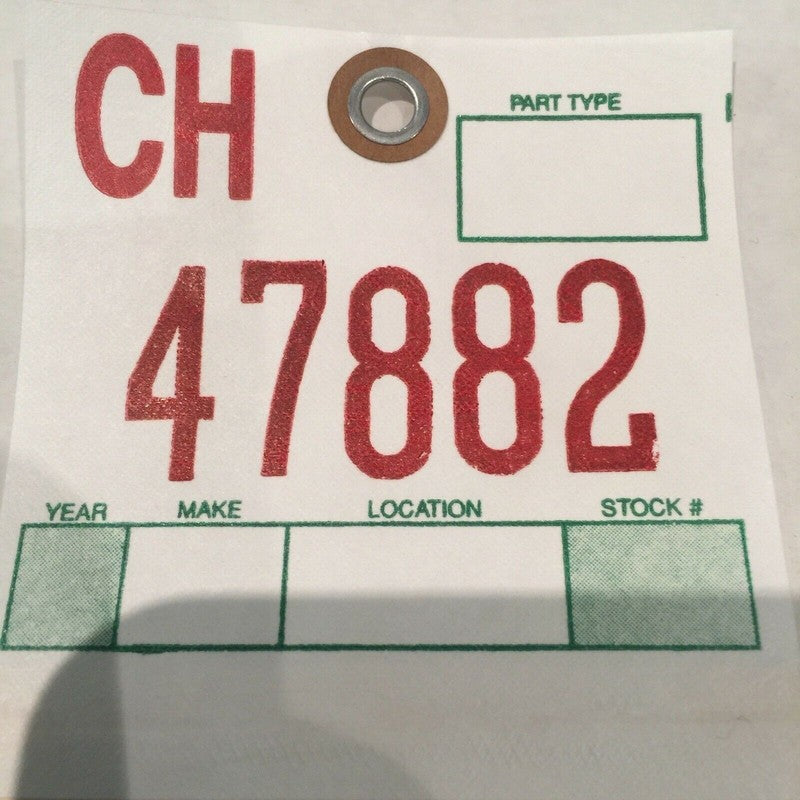 CH
PART TYPE
47882
YEAR MAKE LOCATION STOCK #